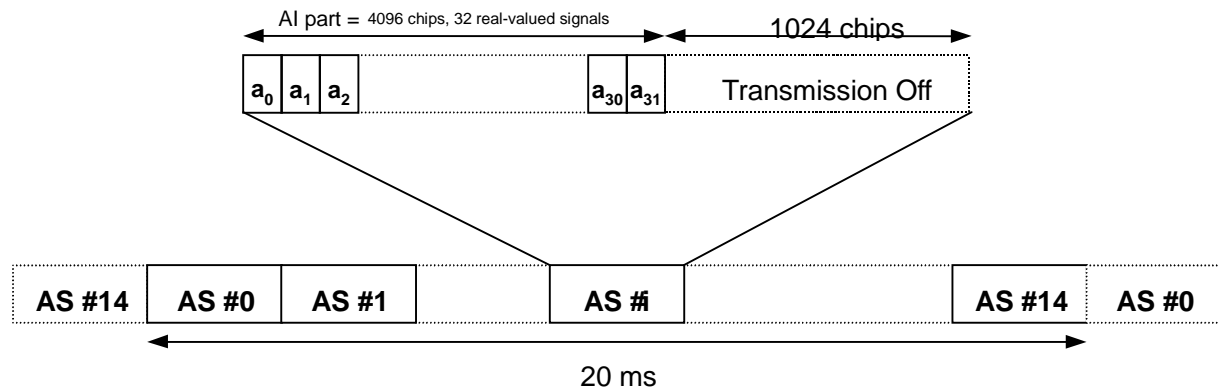 AI part = 4096 chips, 32 real-valued signals
1024 chips
a0 a1 a2 a30 a31 Transmission Off
AS #14 AS #0 AS #1 AS #i AS #14 AS #0
20 ms